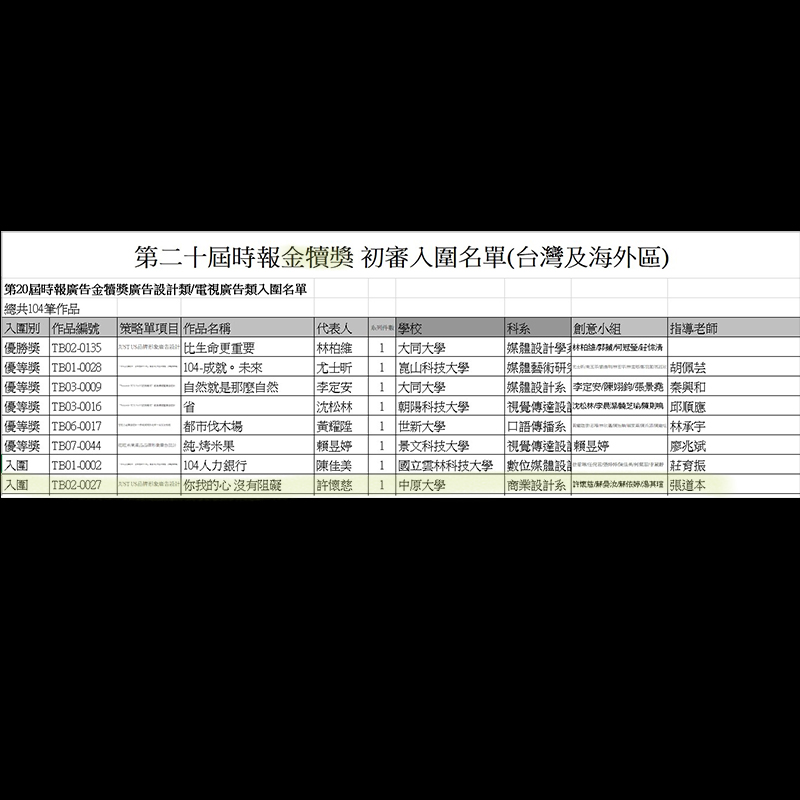 第二十屆時報金犢獎 初審入圍名單(台灣及海外區)
第20屆時報廣告金犢獎廣告設計類/電視廣告類入圍名單
總共104筆作品
入圍別 作品編號 策略單項目 作品名稱 代表人 系列件數 學校 科系 創意小組 指導老師
優勝獎 TB02-0135 比生命更重要 林柏維 1 大同大學 媒體設計學系
優等獎 TB01-0028 104-成就。未來 尤士昕 1 崑山科技大學 媒體藝術研究 胡佩芸
優等獎 TB03-0009 自然就是那麼自然 李定安 1 大同大學 媒體設計系 李定安/陳翊鈞/張景堯 秦興和
優等獎 TB03-0016 省 沈松林 1 朝陽科技大學 視覺傳達設計 邱順應
優等獎 TB06-0017 都市伐木場 黃耀陞 1 世新大學 口語傳播系 林承宇
優等獎 TB07-0044 純-烤米果 賴昱婷 1 景文科技大學 視覺傳達設計 賴昱婷 廖兆斌
入圍 TB01-0002 104人力銀行 陳佳美 1 國立雲林科技大學 數位媒體設計 莊育振
入圍 TB02-0027 你我的心 沒有阻礙 許懷慈 1 中原大學 商業設計系 張道本